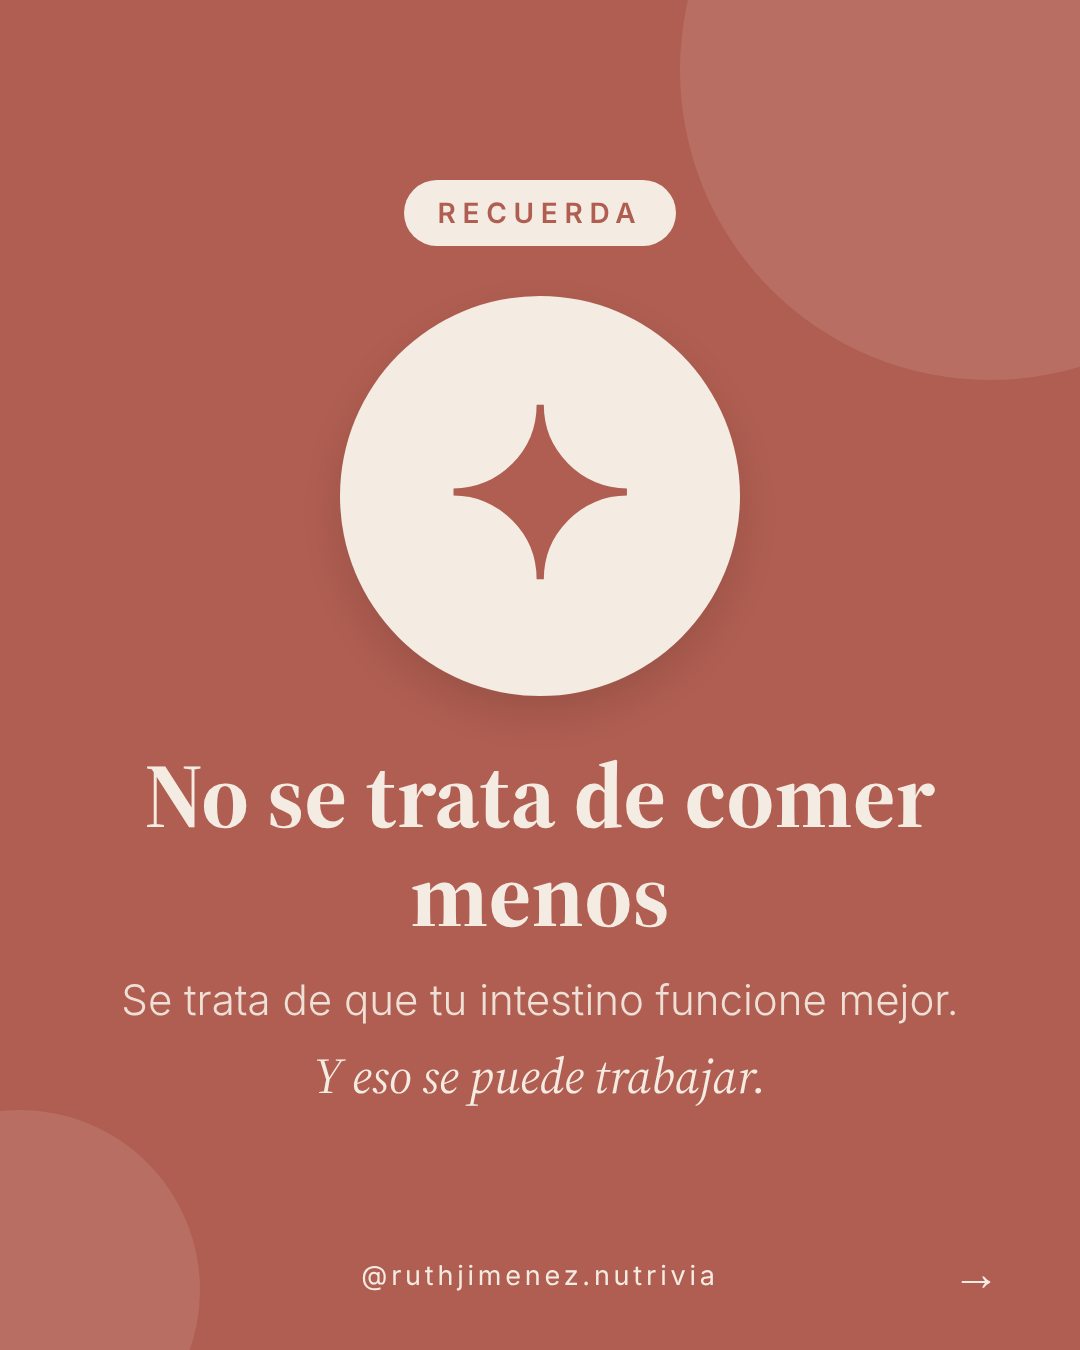 RECUERDA
No se trata de comer
menos
Se trata de que tu intestino funcione mejor.
Y eso se puede trabajar.
@ruthjimenez.nutrivia
→